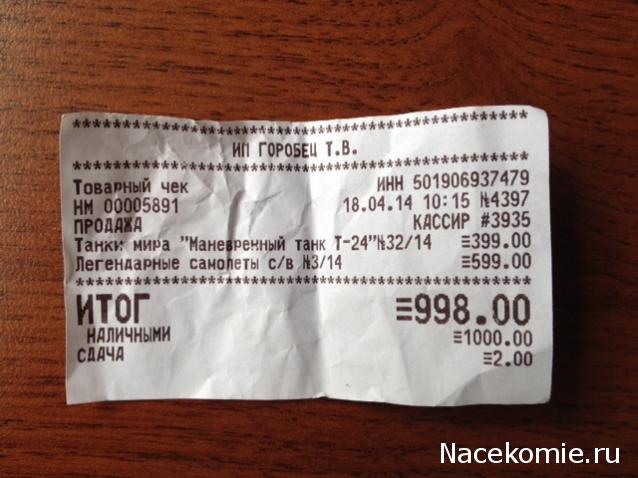 ********************************
ИП ГОРОБЕЦ Т.В.
********************************
Товарный чек ИНН 501906937479
НМ 00005891 18.04.14 10:15 №4397
ПРОДАЖА КАССИР #3935
Танки мира "Маневренный танк Т-24"№32/14 ≡399.00
Легендарные самолеты с/в №3/14 ≡599.00
********************************
ИТОГ ≡998.00
НАЛИЧНЫМИ ≡1000.00
СДАЧА ≡2.00
Nacekomie.ru